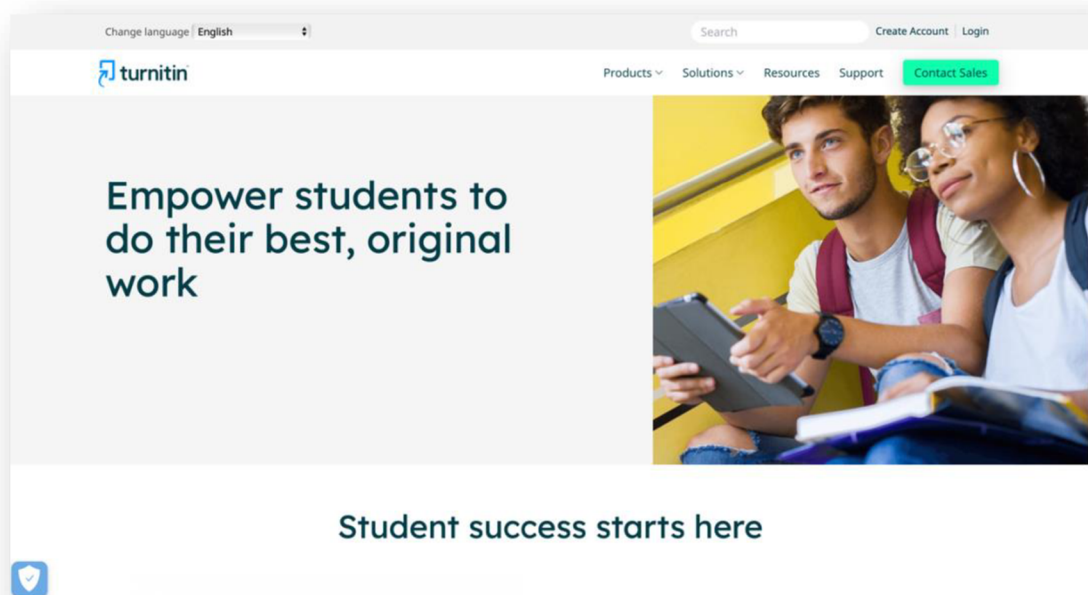 Change language English
Search
Create Account Login
turnitin
Products Solutions Resources Support Contact Sales
Empower students to
do their best, original
work
Student success starts here